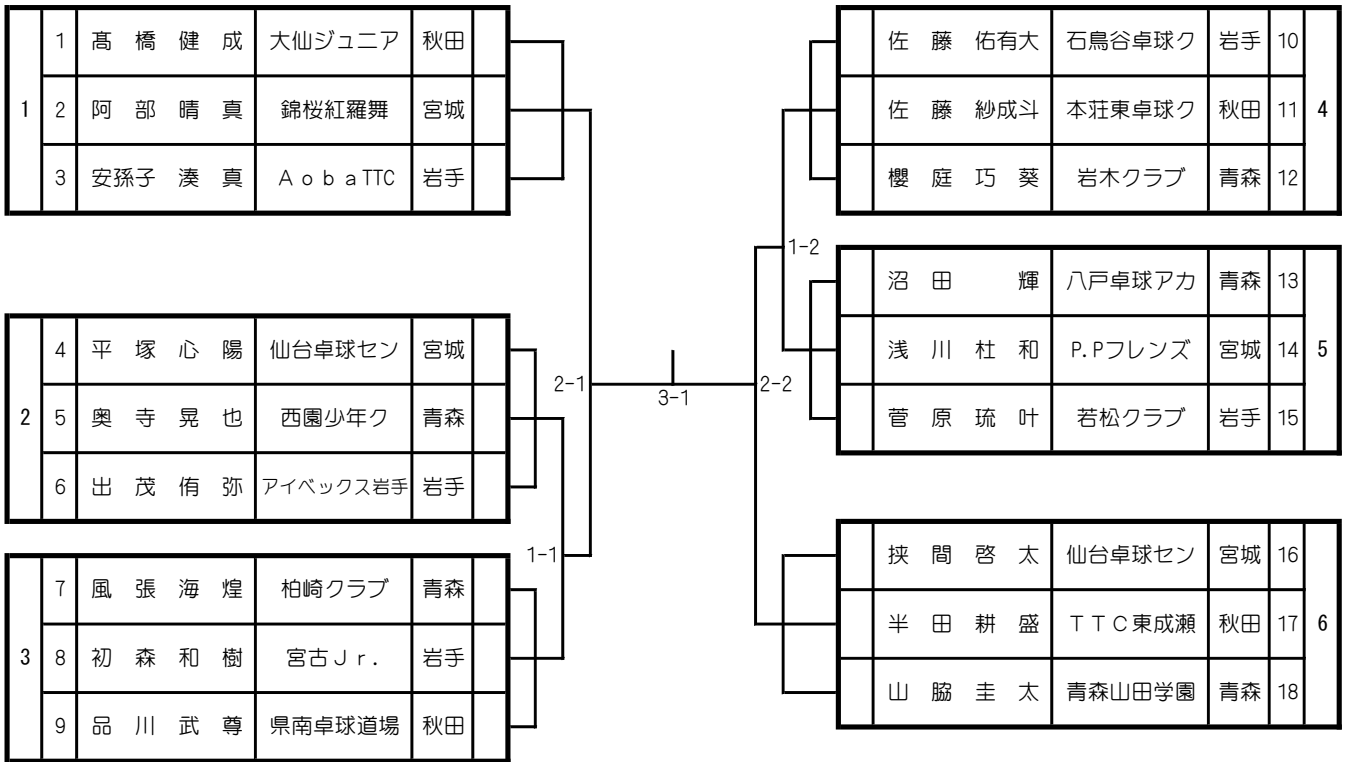 1 1 髙橋健成 大仙ジュニア 秋田
2 阿部晴真 錦桜紅羅舞 宮城
3 安孫子湊真 AobaTTC 岩手
2 4 平塚心陽 仙台卓球セン 宮城
5 奥寺晃也 西園少年ク 青森
6 出茂侑弥 アイベックス岩手 岩手
3 7 風張海煌 柏崎クラブ 青森
8 初森和樹 宮古Jr. 岩手
9 品川武尊 県南卓球道場 秋田
1-1
2-1
3-1
2-2
1-2
佐藤佑有大 石鳥谷卓球ク 岩手 10
佐藤紗成斗 本荘東卓球ク 秋田 11 4
櫻庭巧葵 岩木クラブ 青森 12
沼田輝 八戸卓球アカ 青森 13
浅川杜和 P.Pフレンズ 宮城 14 5
菅原琉叶 若松クラブ 岩手 15
挟間啓太 仙台卓球セン 宮城 16
半田耕盛 TTC東成瀬 秋田 17 6
山脇圭太 青森山田学園 青森 18